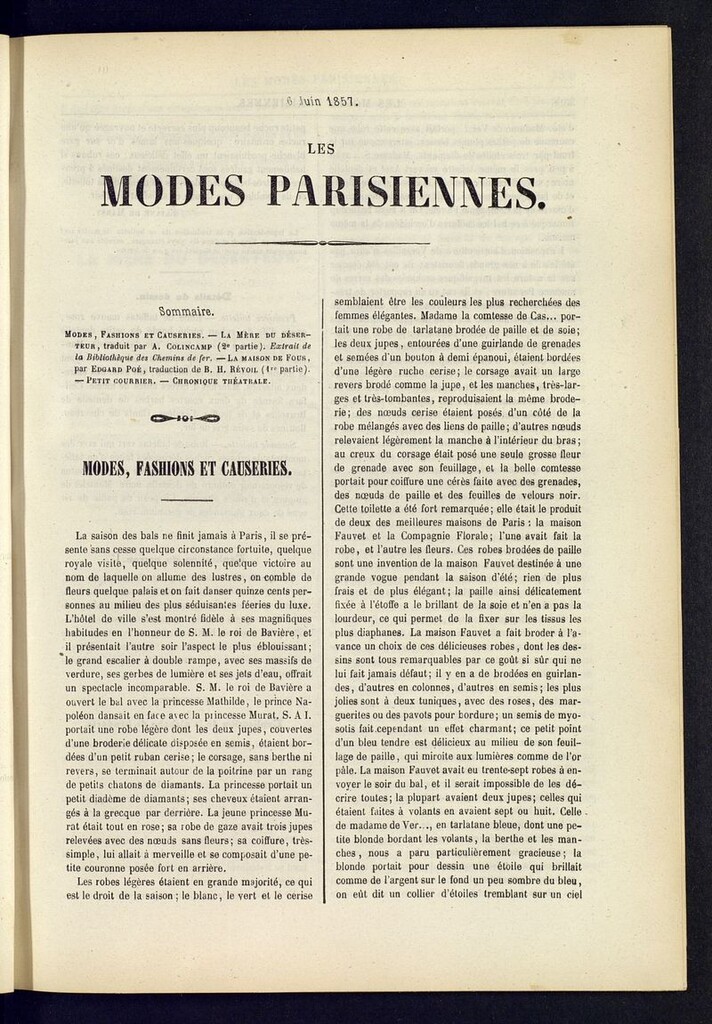 6 Juin 1857.
LES
MODES PARISIENNES.
Sommaire.
MODES, FASHIONS ET CAUSERIES. — LA MÈRE DU DÉSER-
TEUR, traduit par A. COLINCAMP (2e partie). Extrait de
la Bibliothèque des Chemins de fer. — LA MAISON DE FOUS,
par EDGARD POÉ, traduction de B. H. RÉVOIL (1re partie).
— PETIT COURRIER. — CHRONIQUE THÉATRALE.
MODES, FASHIONS ET CAUSERIES.
La saison des bals ne finit jamais à Paris, il se pré-
sente sans cesse quelque circonstance fortuite, quelque
royale visite, quelque solennité, quelque victoire au
nom de laquelle on allume des lustres, on comble de
fleurs quelque palais et on fait danser quinze cents per-
sonnes au milieu des plus séduisantes féeries du luxe.
L'hôtel de ville s'est montré fidèle à ses magnifiques
habitudes en l'honneur de S. M. le roi de Bavière, et
il présentait l'autre soir l'aspect le plus éblouissant;
le grand escalier à double rampe, avec ses massifs de
verdure, ses gerbes de lumière et ses jets d'eau, offrait
un spectacle incomparable. S. M. le roi de Bavière a
ouvert le bal avec la princesse Mathilde, le prince Na-
poléon dansait en face avec la princesse Murat. S. A I.
portait une robe légère dont les deux jupes, couvertes
d'une broderie délicate disposée en semis, étaient bor-
dées d'un petit ruban cerise; le corsage, sans berthe ni
revers, se terminait autour de la poitrine par un rang
de petits chatons de diamants. La princesse portait un
petit diadème de diamants; ses cheveux étaient arran-
gés à la grecque par derrière. La jeune princesse Mu-
rat était tout en rose; sa robe de gaze avait trois jupes
relevées avec des nœuds sans fleurs; sa coiffure, très-
simple, lui allait à merveille et se composait d'une pe-
tite couronne posée fort en arrière.
Les robes légères étaient en grande majorité, ce qui
est le droit de la saison; le blanc, le vert et le cerise
semblaient être les couleurs les plus recherchées des
femmes élégantes. Madame la comtesse de Cas... por-
tait une robe de tarlatane brodée de paille et de soie;
les deux jupes, entourées d'une guirlande de grenades
et semées d'un bouton à demi épanoui, étaient bordées
d'une légère ruche cerise; le corsage avait un large
revers brodé comme la jupe, et les manches, très-lar-
ges et très-tombantes, reproduisaient la même brode-
rie; des nœuds cerise étaient posés d'un côté de la
robe mélangés avec des liens de paille; d'autres nœuds
relevaient légèrement la manche à l'intérieur du bras;
au creux du corsage était posé une seule grosse fleur
de grenade avec son feuillage, et la belle comtesse
portait pour coiffure une cérès faite avec des grenades,
des nœuds de paille et des feuilles de velours noir.
Cette toilette a été fort remarquée; elle était le produit
de deux des meilleures maisons de Paris : la maison
Fauvet et la Compagnie Florale; l'une avait fait la
robe, et l'autre les fleurs. Ces robes brodées de paille
sont une invention de la maison Fauvet destinée à une
grande vogue pendant la saison d'été; rien de plus
frais et de plus élégant; la paille ainsi délicatement
fixée à l'étoffe a le brillant de la soie et n'en a pas la
lourdeur, ce qui permet de la fixer sur les tissus les
plus diaphanes. La maison Fauvet a fait broder à l'a-
vance un choix de ces délicieuses robes, dont les des-
sins sont tous remarquables par ce goût si sûr qui ne
lui fait jamais défaut; il y en a de brodées en guirlan-
des, d'autres en colonnes, d'autres en semis; les plus
jolies sont à deux tuniques, avec des roses, des mar-
guerites ou des pavots pour bordure; un semis de myo-
sotis fait cependant un effet charmant; ce petit point
d'un bleu tendre est délicieux au milieu de son feuil-
lage de paille, qui miroite aux lumières comme de l'or
pâle. La maison Fauvet avait eu trente-sept robes à en-
voyer le soir du bal, et il serait impossible de les dé-
crire toutes; la plupart avaient deux jupes; celles qui
étaient faites à volants en avaient sept ou huit. Celle
de madame de Ver..., en tarlatane bleue, dont une pe-
tite blonde bordant les volants, la berthe et les man-
ches, nous a paru particulièrement gracieuse; la
blonde portait pour dessin une étoile qui brillait
comme de l'argent sur le fond un peu sombre du bleu,
on eût dit un collier d'étoiles tremblant sur un ciel